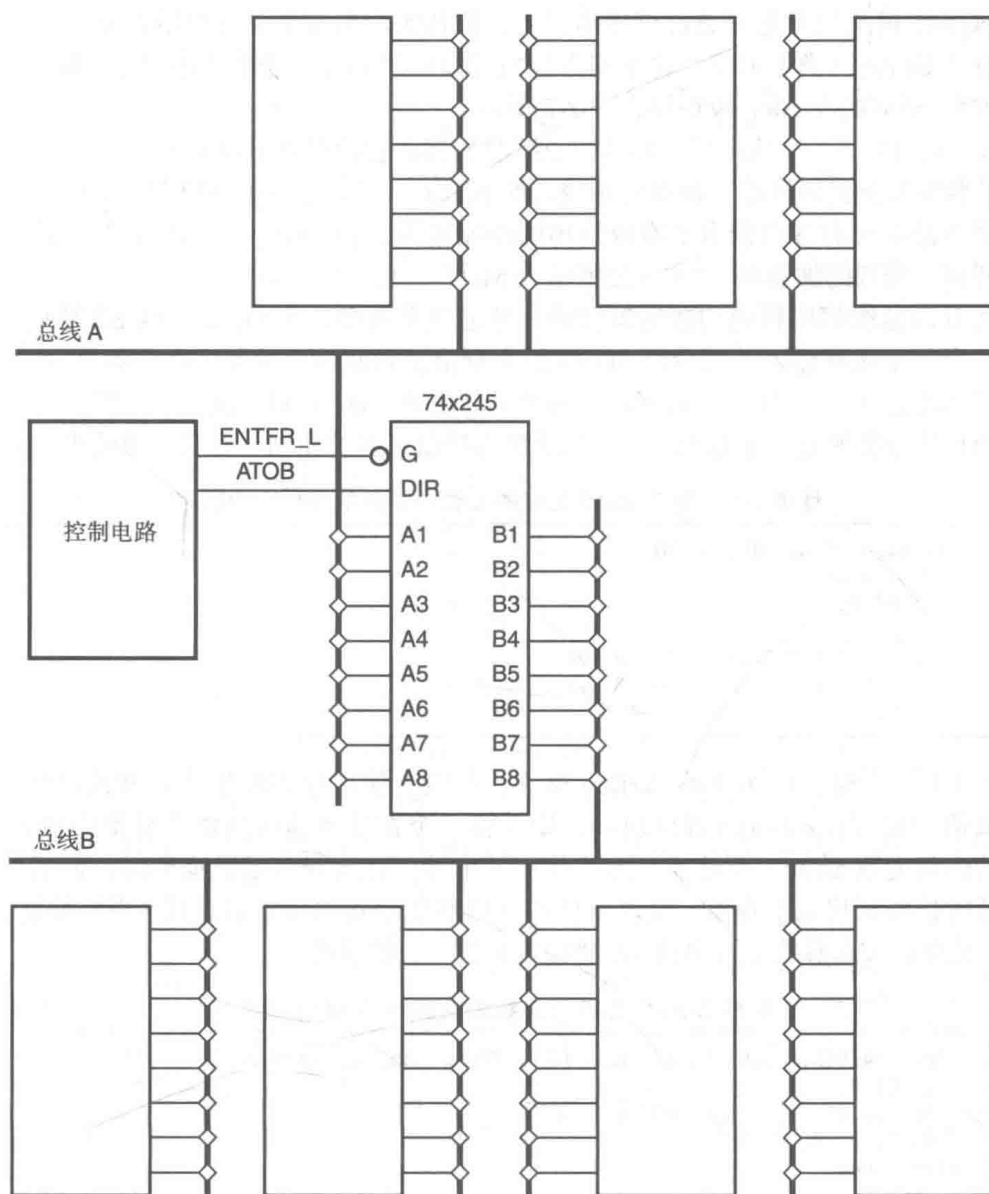 总线 A
74x245
ENTFR_L
G
ATOB
DIR
控制电路
A1 B1
A2 B2
A3 B3
A4 B4
A5 B5
A6 B6
A7 B7
A8 B8
总线B